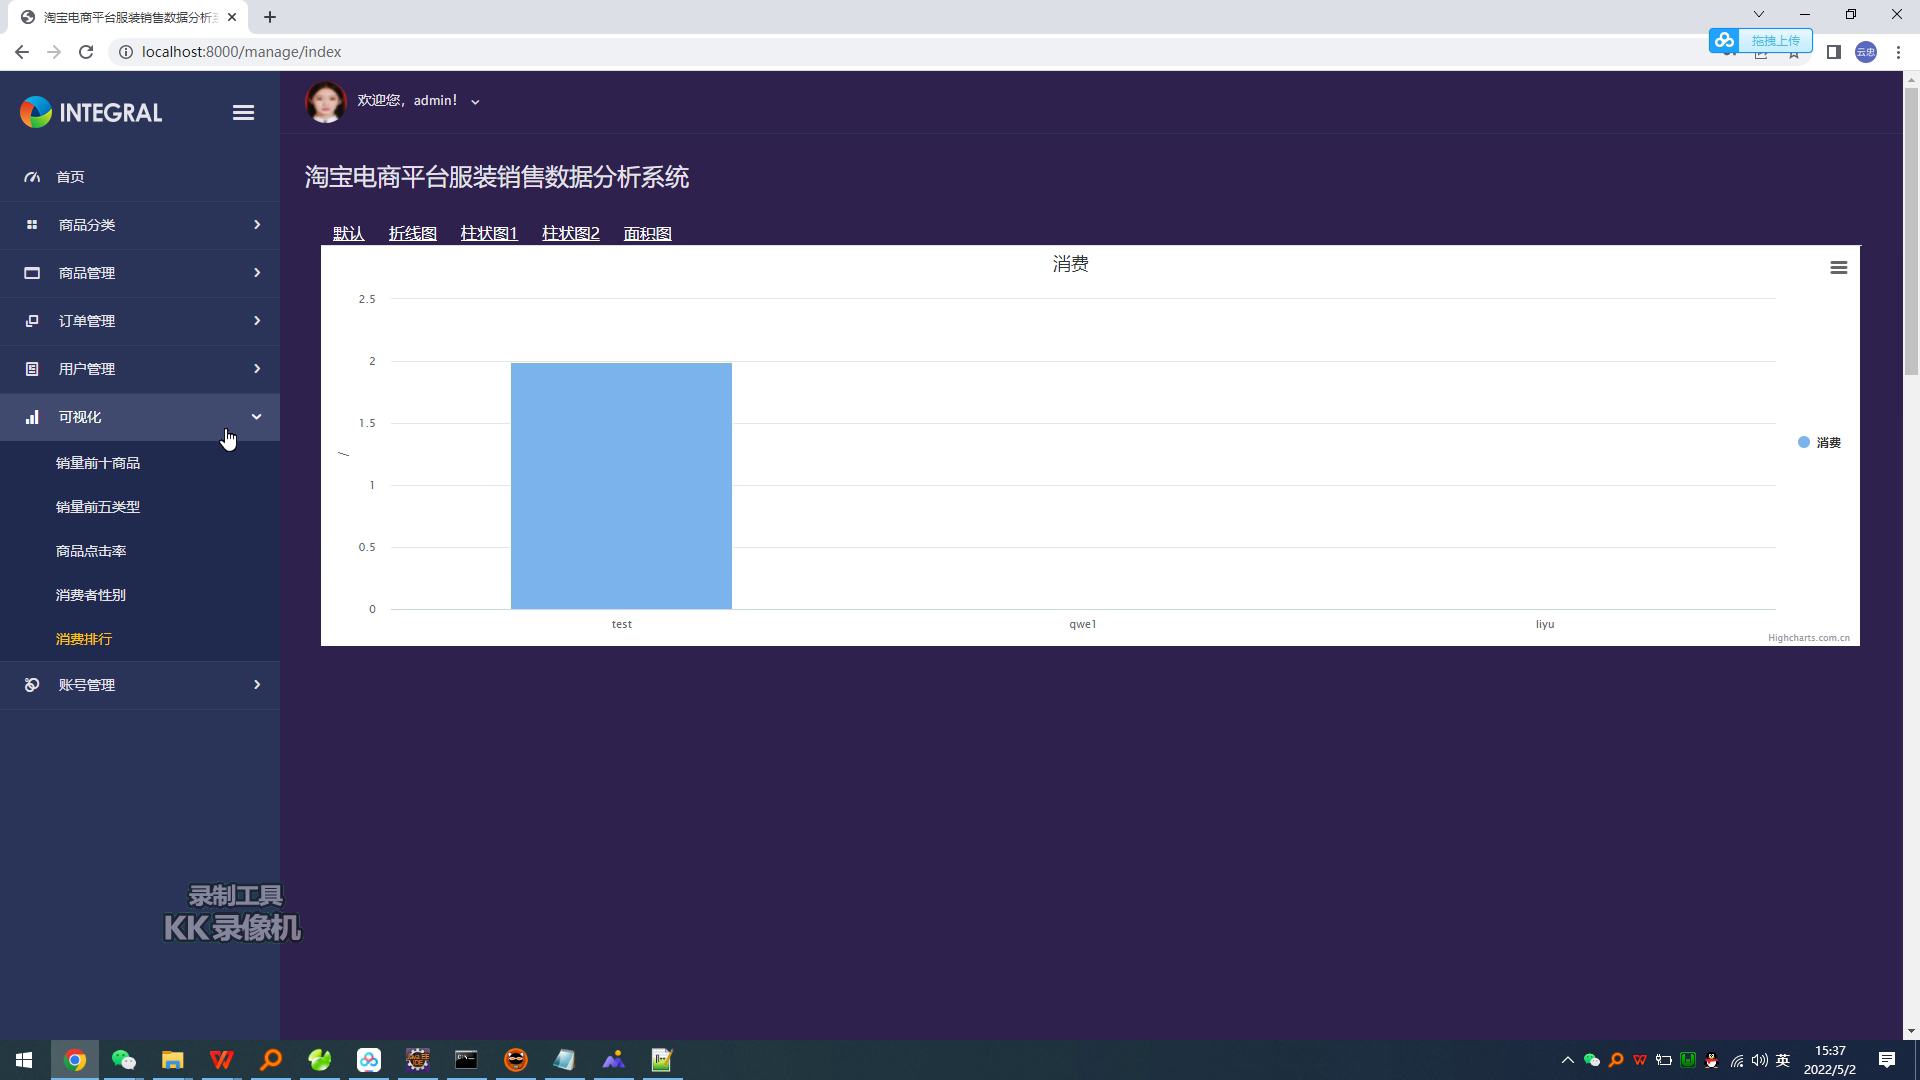 淘宝电商平台服装销售数据分析
localhost:8000/manage/index
拖拽上传
云忠
INTEGRAL
欢迎您，admin！
首页
商品分类
商品管理
订单管理
用户管理
可视化
销量前十商品
销量前五类型
商品点击率
消费者性别
消费排行
账号管理
淘宝电商平台服装销售数据分析系统
默认 折线图 柱状图1 柱状图2 面积图
消费
2.5
2
1.5
1
0.5
0
/
test qwe1 liyu
消费
Highcharts.com.cn
录制工具
KK录像机
英
15:37
2022/5/2